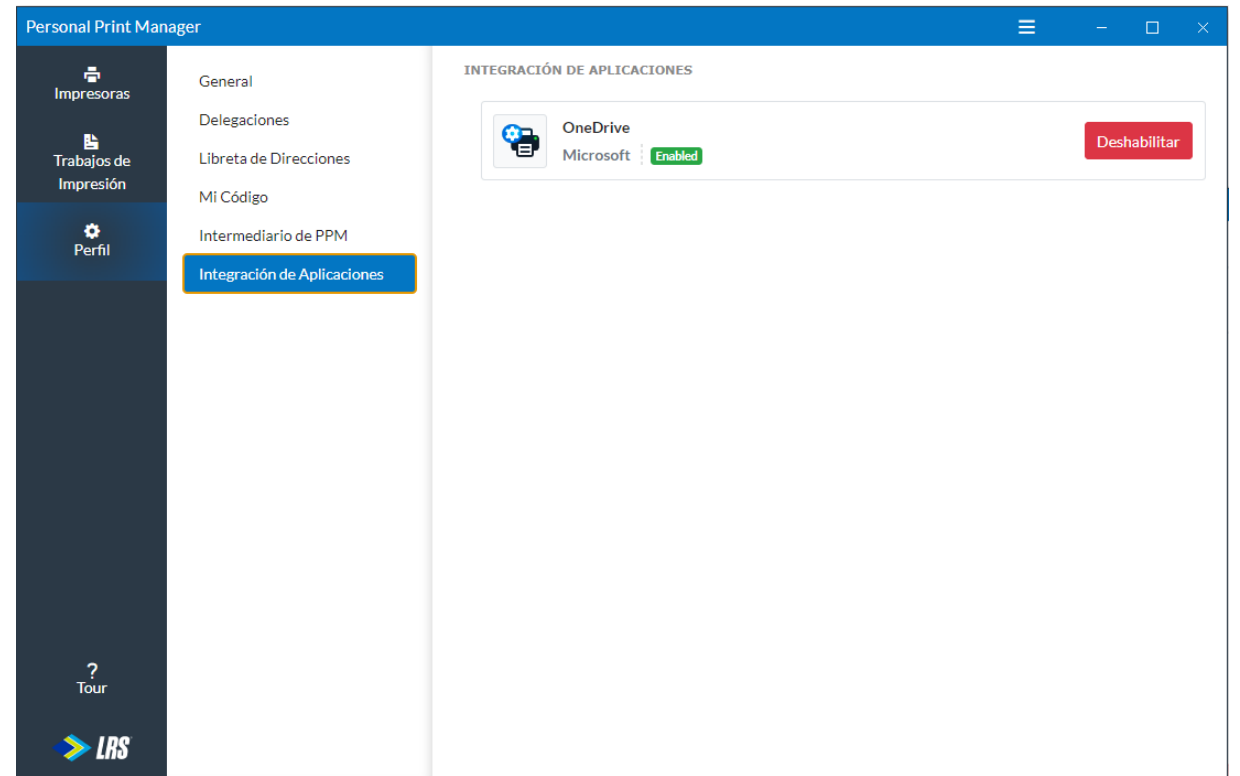 Personal Print Manager
Impresoras
Trabajos de
Impresión
Perfil
?
Tour
LRS
General
Delegaciones
Libreta de Direcciones
Mi Código
Intermediario de PPM
Integración de Aplicaciones
INTEGRACIÓN DE APLICACIONES
OneDrive
Microsoft Enabled
Deshabilitar